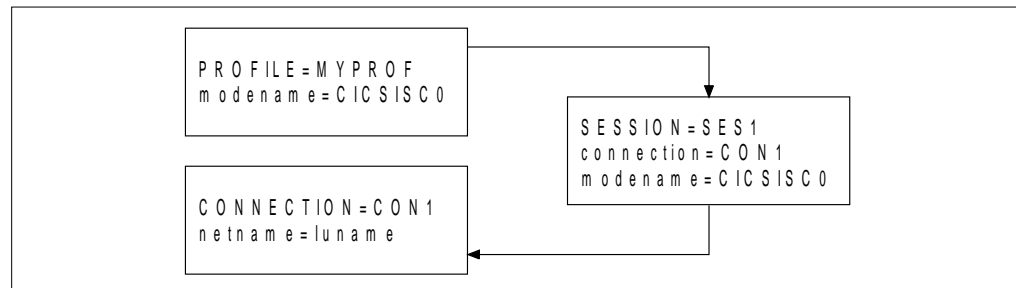 PROFILE=MYPROF
modename=CICSISC0
SESSION=SES1
connection=CON1
modename=CICSISC0
CONNECTION=CON1
netname=luname